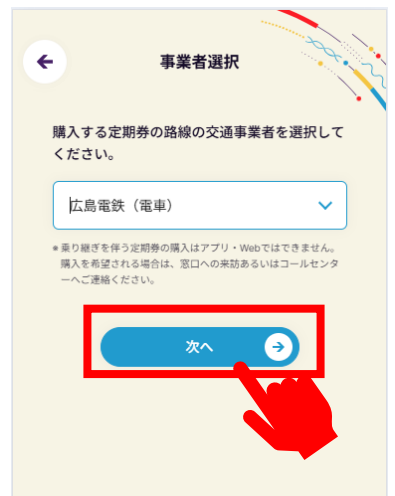 事業者選択
購入する定期券の路線の交通事業者を選択して
ください。
広島電鉄（電車）
※乗り継ぎを伴う定期券の購入はアプリ・Webではできません。
購入を希望される場合は、窓口への来訪あるいはコールセンタ
ーへご連絡ください。
次へ